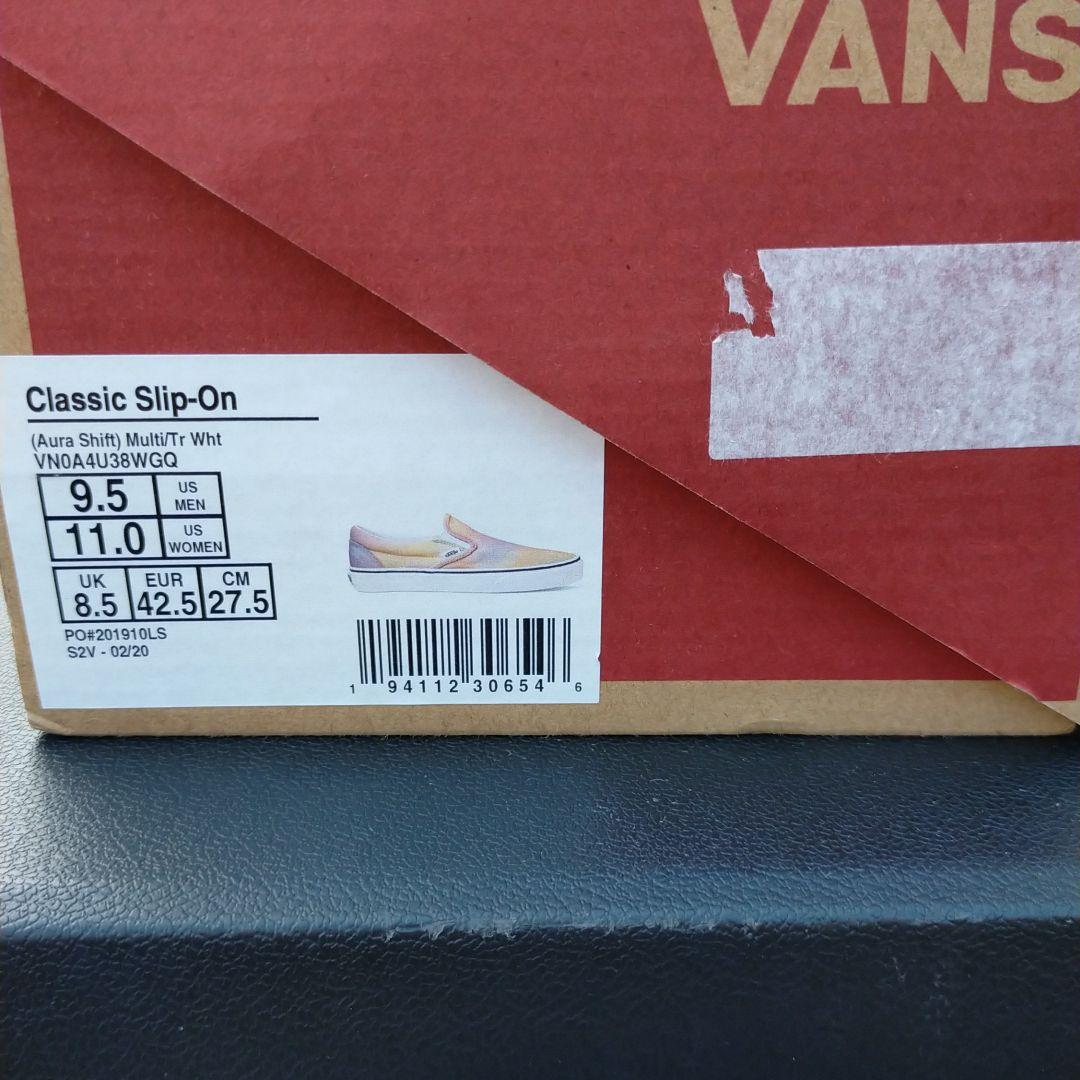 VANS
Classic Slip-On
(Aura Shift) Multi/Tr Wht
VN0A4U38WGQ
9.5 US MEN
11.0 US WOMEN
UK EUR CM
8.5 42.5 27.5
PO#201910LS
S2V - 02/20
1 94112 30654 6